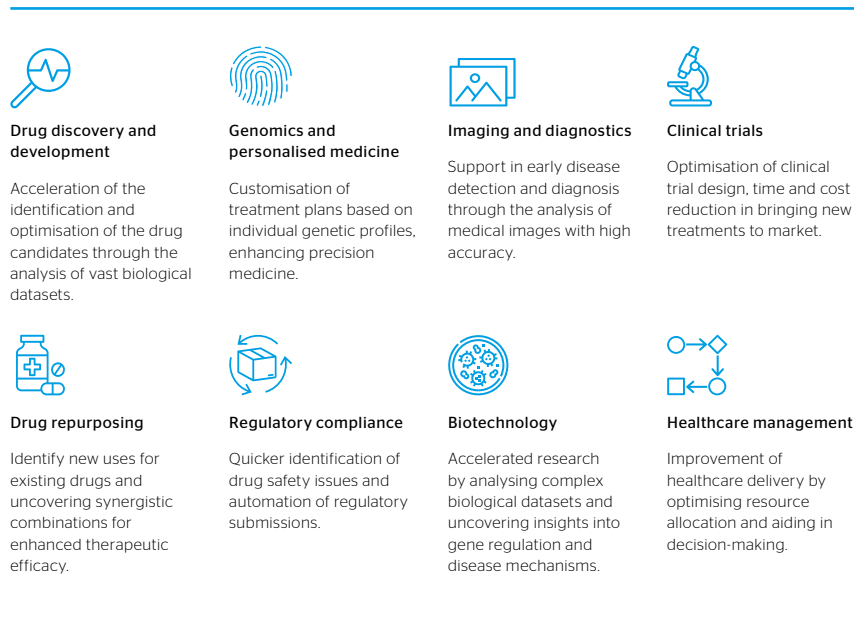 Drug discovery and
development
Acceleration of the
identification and
optimisation of the drug
candidates through the
analysis of vast biological
datasets.
Genomics and
personalised medicine
Customisation of
treatment plans based on
individual genetic profiles,
enhancing precision
medicine.
Imaging and diagnostics
Support in early disease
detection and diagnosis
through the analysis of
medical images with high
accuracy.
Clinical trials
Optimisation of clinical
trial design, time and cost
reduction in bringing new
treatments to market.
Drug repurposing
Identify new uses for
existing drugs and
uncovering synergistic
combinations for
enhanced therapeutic
efficacy.
Regulatory compliance
Quicker identification of
drug safety issues and
automation of regulatory
submissions.
Biotechnology
Accelerated research
by analysing complex
biological datasets and
uncovering insights into
gene regulation and
disease mechanisms.
Healthcare management
Improvement of
healthcare delivery by
optimising resource
allocation and aiding in
decision-making.